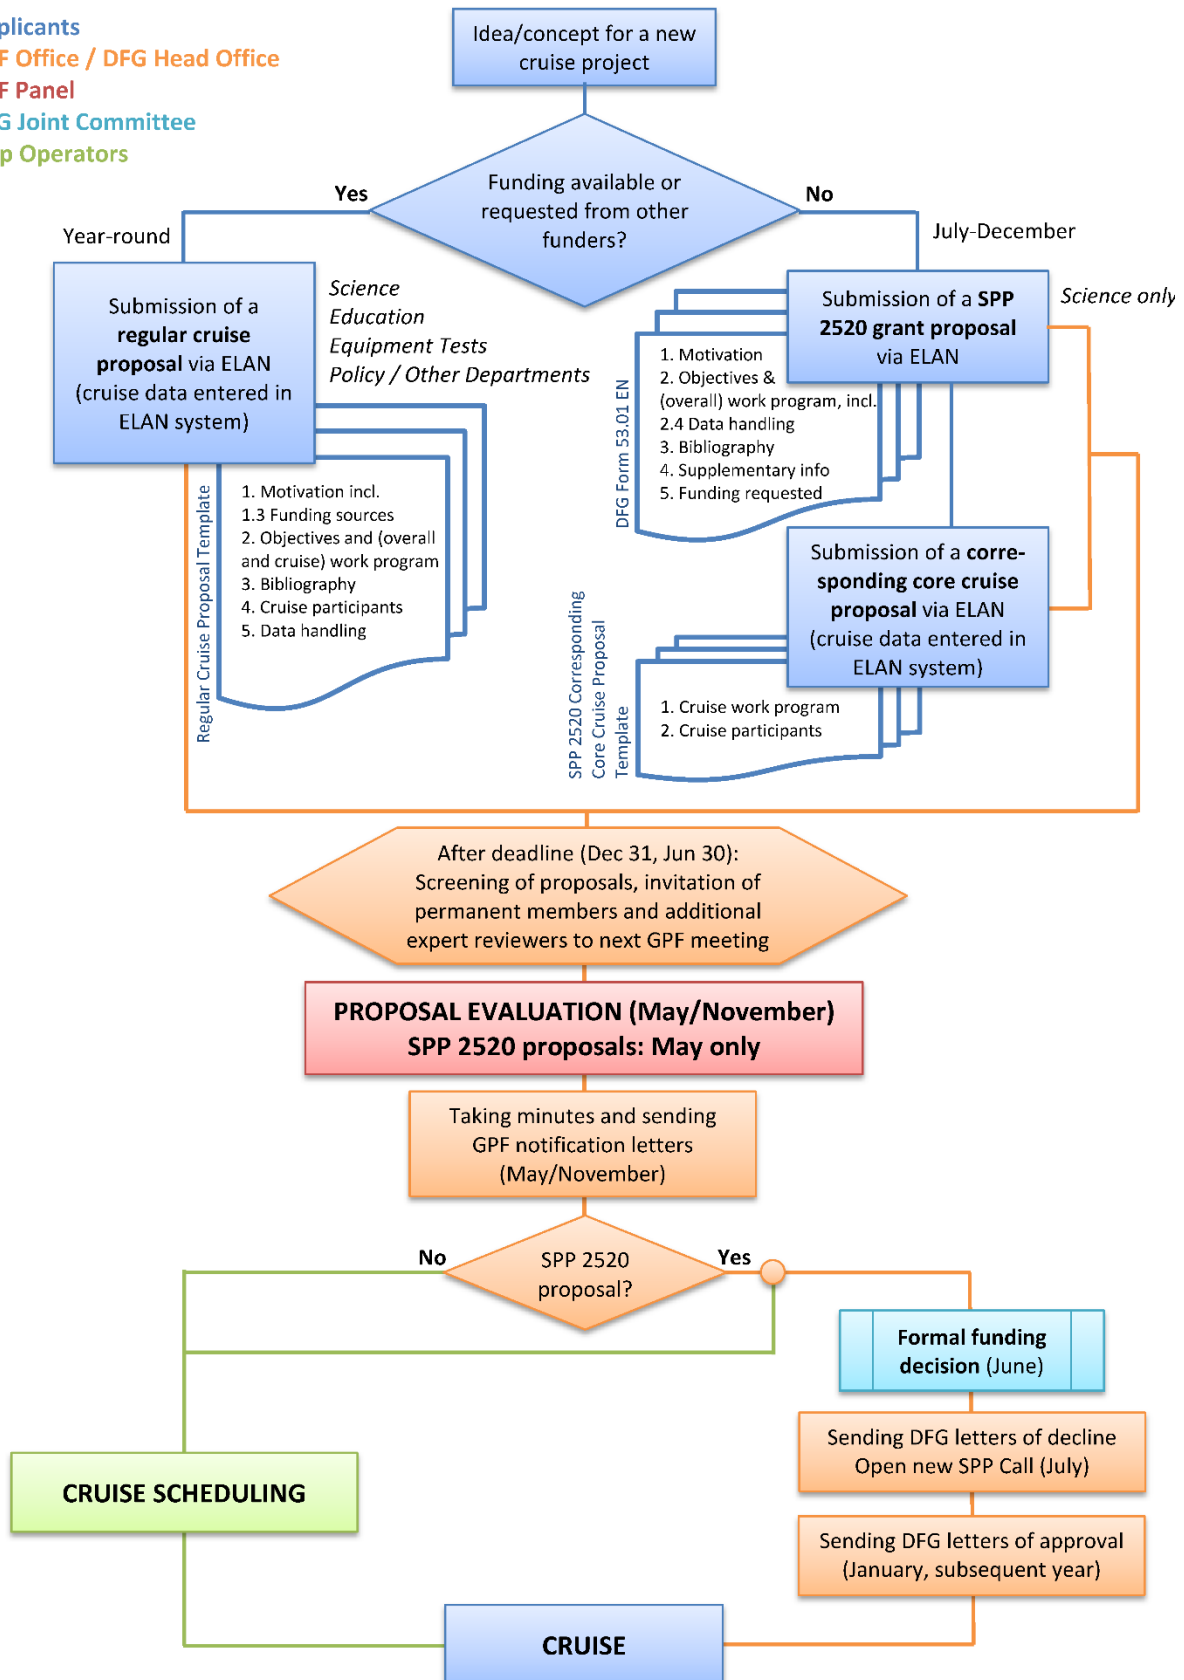 plicants
F Office / DFG Head Office
F Panel
G Joint Committee
p Operators
Idea/concept for a new
cruise project
Funding available or
requested from other
funders?
Yes
No
Year-round
July-December
Submission of a
regular cruise
proposal via ELAN
(cruise data entered in
ELAN system)
Science
Education
Equipment Tests
Policy / Other Departments
Regular Cruise Proposal Template
1. Motivation incl.
1.3 Funding sources
2. Objectives and (overall
and cruise) work program
3. Bibliography
4. Cruise participants
5. Data handling
Submission of a SPP
2520 grant proposal
via ELAN
Science only
DFG Form 53.01 EN
1. Motivation
2. Objectives &
(overall) work program, incl.
2.4 Data handling
3. Bibliography
4. Supplementary info
5. Funding requested
Submission of a corre-
sponding core cruise
proposal via ELAN
(cruise data entered in
ELAN system)
SPP 2520 Corresponding
Core Cruise Proposal
Template
1. Cruise work program
2. Cruise participants
After deadline (Dec 31, Jun 30):
Screening of proposals, invitation of
permanent members and additional
expert reviewers to next GPF meeting
PROPOSAL EVALUATION (May/November)
SPP 2520 proposals: May only
Taking minutes and sending
GPF notification letters
(May/November)
SPP 2520
proposal?
No
Yes
Formal funding
decision (June)
Sending DFG letters of decline
Open new SPP Call (July)
Sending DFG letters of approval
(January, subsequent year)
CRUISE SCHEDULING
CRUISE